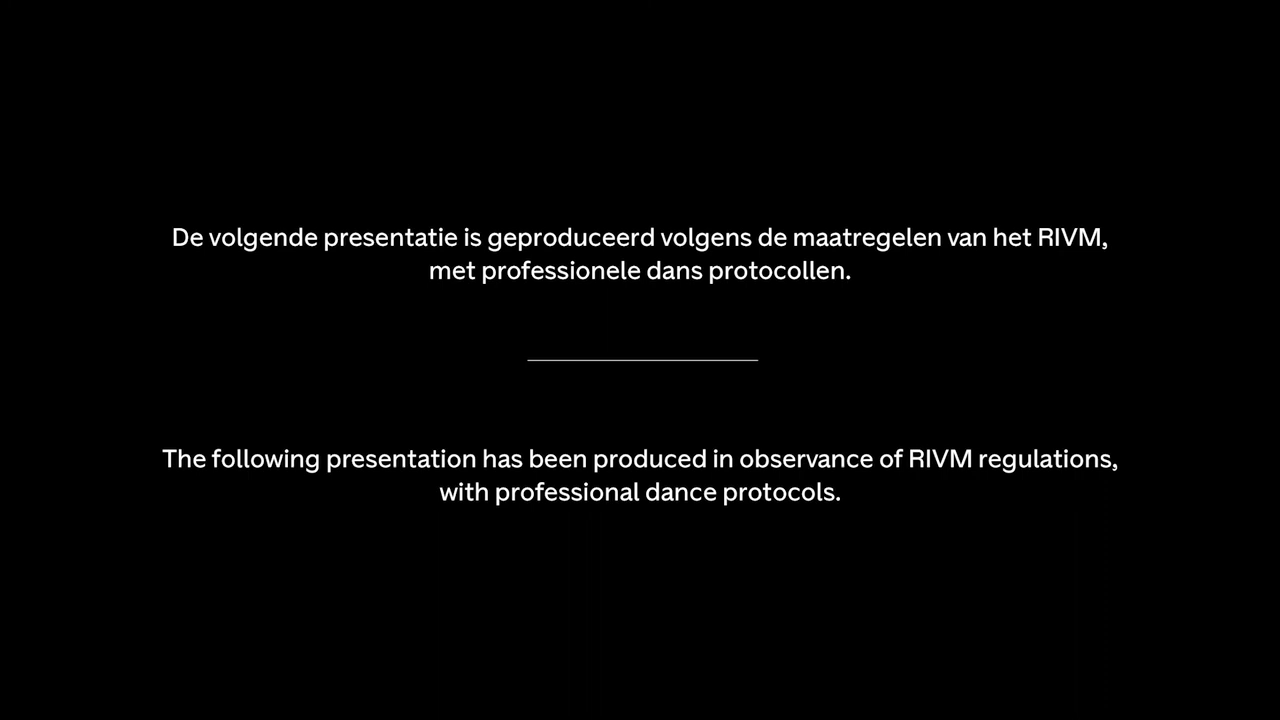 De volgende presentatie is geproduceerd volgens de maatregelen van het RIVM,
met professionele dans protocollen.
The following presentation has been produced in observance of RIVM regulations,
with professional dance protocols.